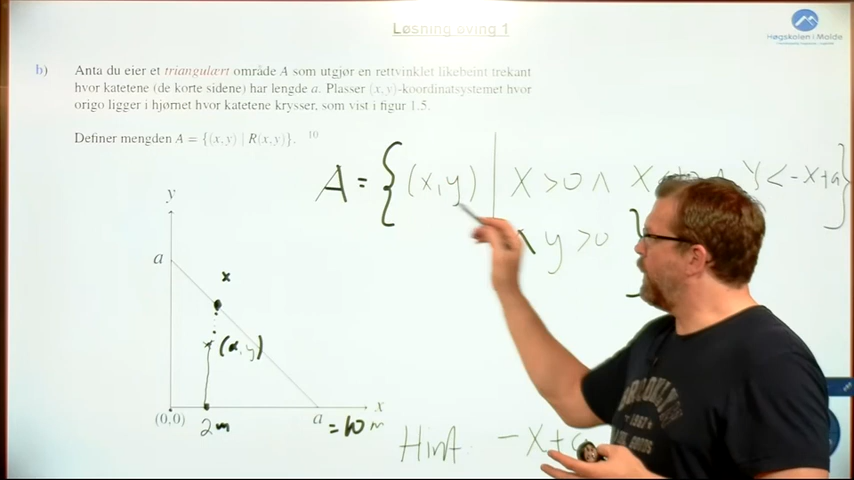 Løsning øving 1
Høgskolen i Molde
b) Anta du eier et triangulært område A som utgjør en rettvinklet likebeint trekant
hvor katetene (de korte sidene) har lengde a. Plasser (x,y)-koordinatsystemet hvor
origo ligger i hjørnet hvor katetene krysser, som vist i figur 1.5.
Definer mengden A = {(x,y) | R(x,y)}. 10
A = { (x,y) | X > 0 ∧ X ∧ Y < -X+a }
∧ y > 0 }
y
a
x
(x,y)
(0,0)
2m
a = 10 m
x
Hint: -X+a
BROOKLYN